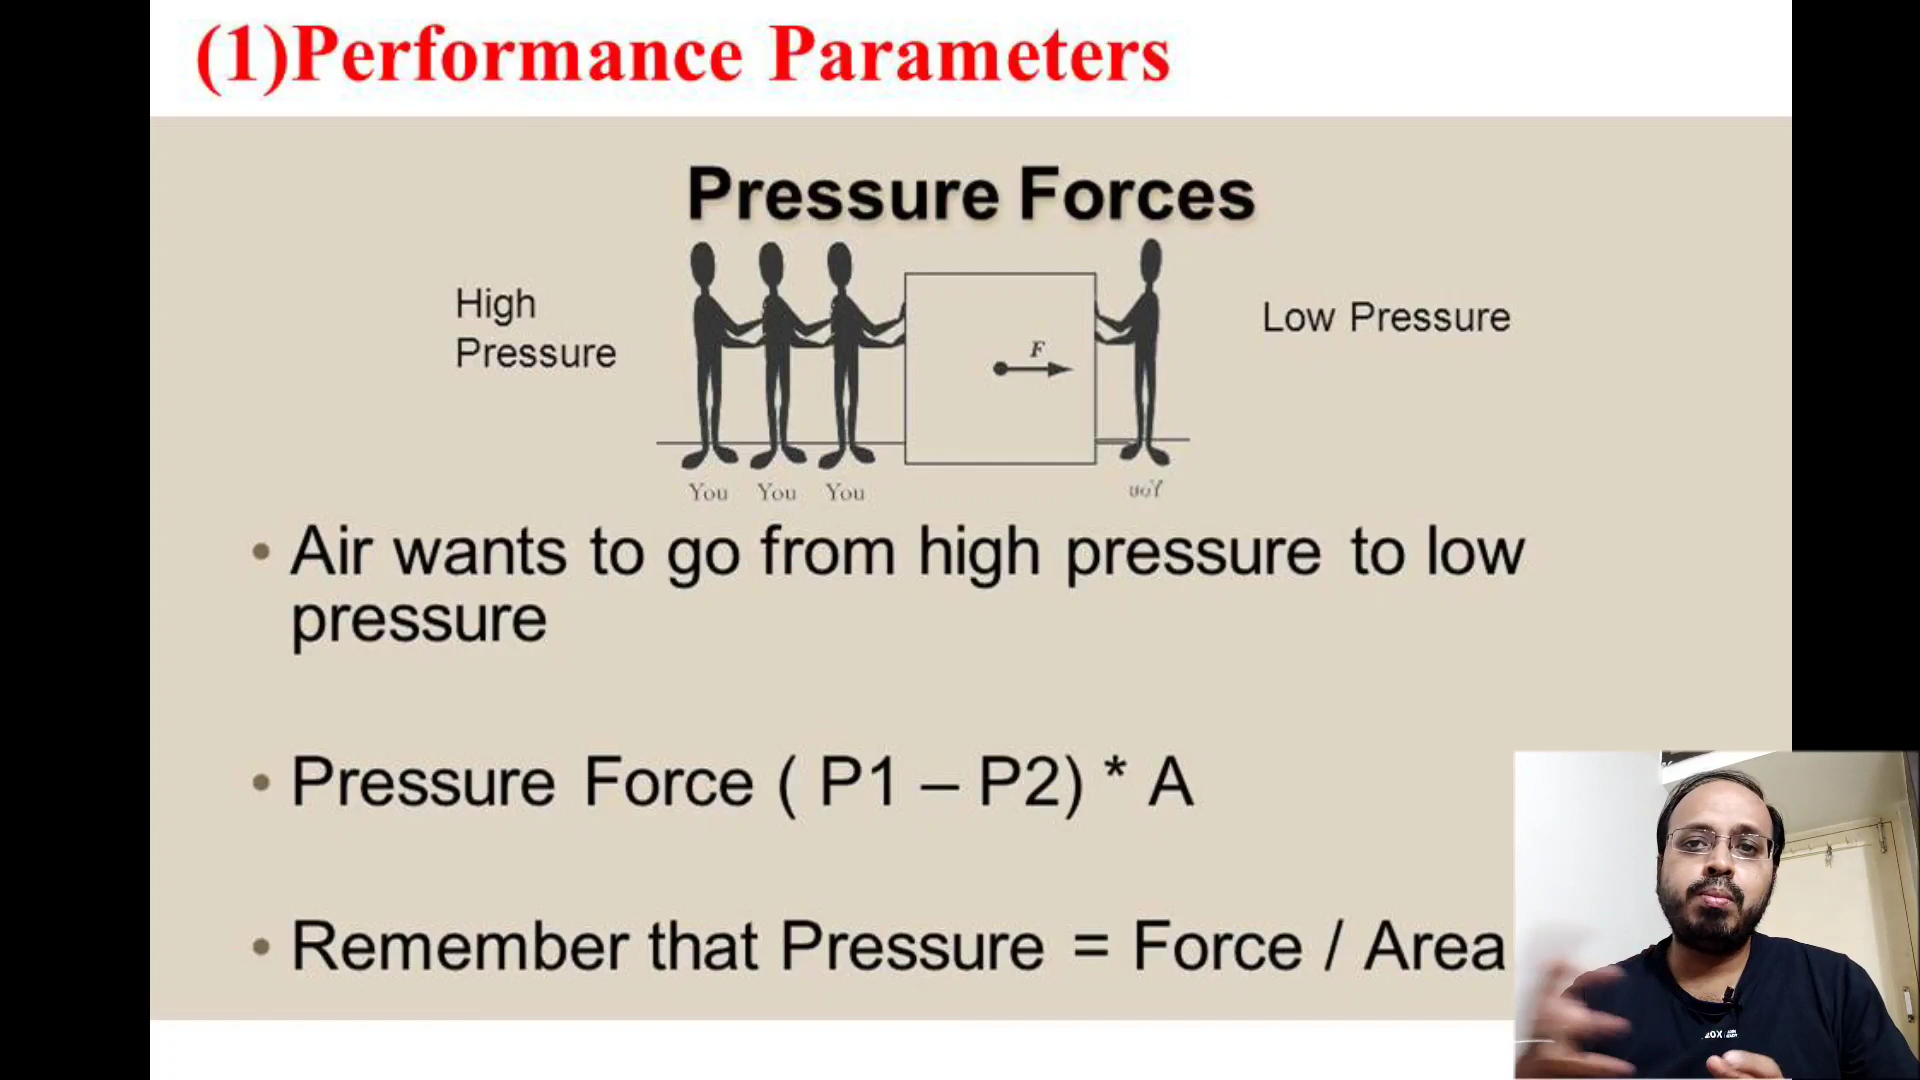 (1)Performance Parameters
Pressure Forces
High
Pressure
Low Pressure
F
You You You You
• Air wants to go from high pressure to low
pressure
• Pressure Force ( P1 – P2) * A
• Remember that Pressure = Force / Area